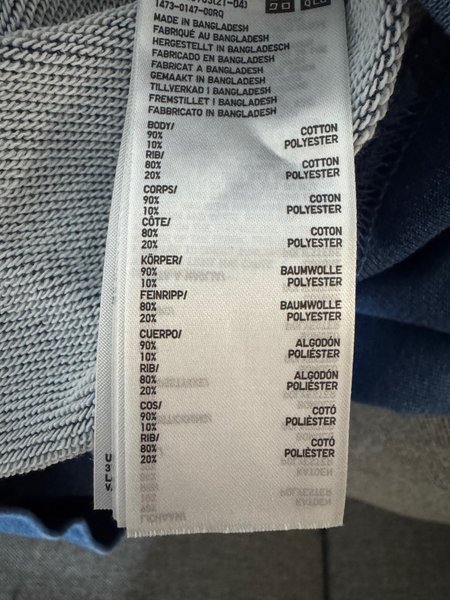 1473-0147-00RQ
MADE IN BANGLADESH
FABRIQUÉ AU BANGLADESH
HERGESTELLT IN BANGLADESCH
FABRICADO EN BANGLADESH
FABRICAT A BANGLADESH
GEMAAKT IN BANGLADESH
TILLVERKAD I BANGLADESH
FREMSTILLET I BANGLADESH
FABBRICATO IN BANGLADESH
BODY/
90% COTTON
10% POLYESTER
RIB/
80% COTTON
20% POLYESTER
CORPS/
90% COTON
10% POLYESTER
CÔTE/
80% COTON
20% POLYESTER
KÖRPER/
90% BAUMWOLLE
10% POLYESTER
FEINRIPP/
80% BAUMWOLLE
20% POLYESTER
CUERPO/
90% ALGODÓN
10% POLIÉSTER
RIB/
80% ALGODÓN
20% POLIÉSTER
COS/
90% COTÓ
10% POLIÈSTER
RIB/
80% COTÓ
20% POLIÈSTER